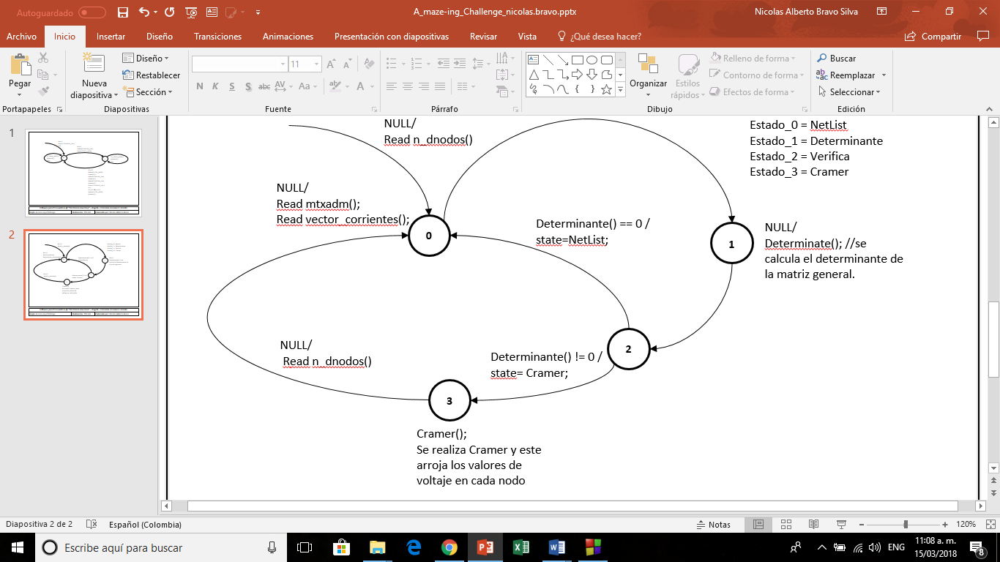 Autoguardado
A_maze-ing_Challenge_nicolas.bravo.pptx
Nicolas Alberto Bravo Silva
Archivo Inicio Insertar Diseño Transiciones Animaciones Presentación con diapositivas Revisar Vista ¿Qué desea hacer? Compartir
Pegar
Nueva
diapositiva
Diseño
Restablecer
Sección
11
N K S S abc AV Aa A
Organizar
Estilos
rápidos
Relleno de forma
Contorno de forma
Efectos de forma
Buscar
Reemplazar
Seleccionar
Portapapeles Diapositivas Fuente Párrafo Dibujo Edición
1
2
NULL/
Read n_dnodos()
Estado_0 = NetList
Estado_1 = Determinante
Estado_2 = Verifica
Estado_3 = Cramer
NULL/
Read mtxadm();
Read vector_corrientes();
0
Determinante() == 0 /
state=NetList;
1
NULL/
Determinate(); //se
calcula el determinante de
la matriz general.
2
NULL/
Read n_dnodos()
Determinante() != 0 /
state= Cramer;
3
Cramer();
Se realiza Cramer y este
arroja los valores de
voltaje en cada nodo
Diapositiva 2 de 2 Español (Colombia) Notas 120%
Escribe aquí para buscar
ENG
11:08 a. m.
15/03/2018
8